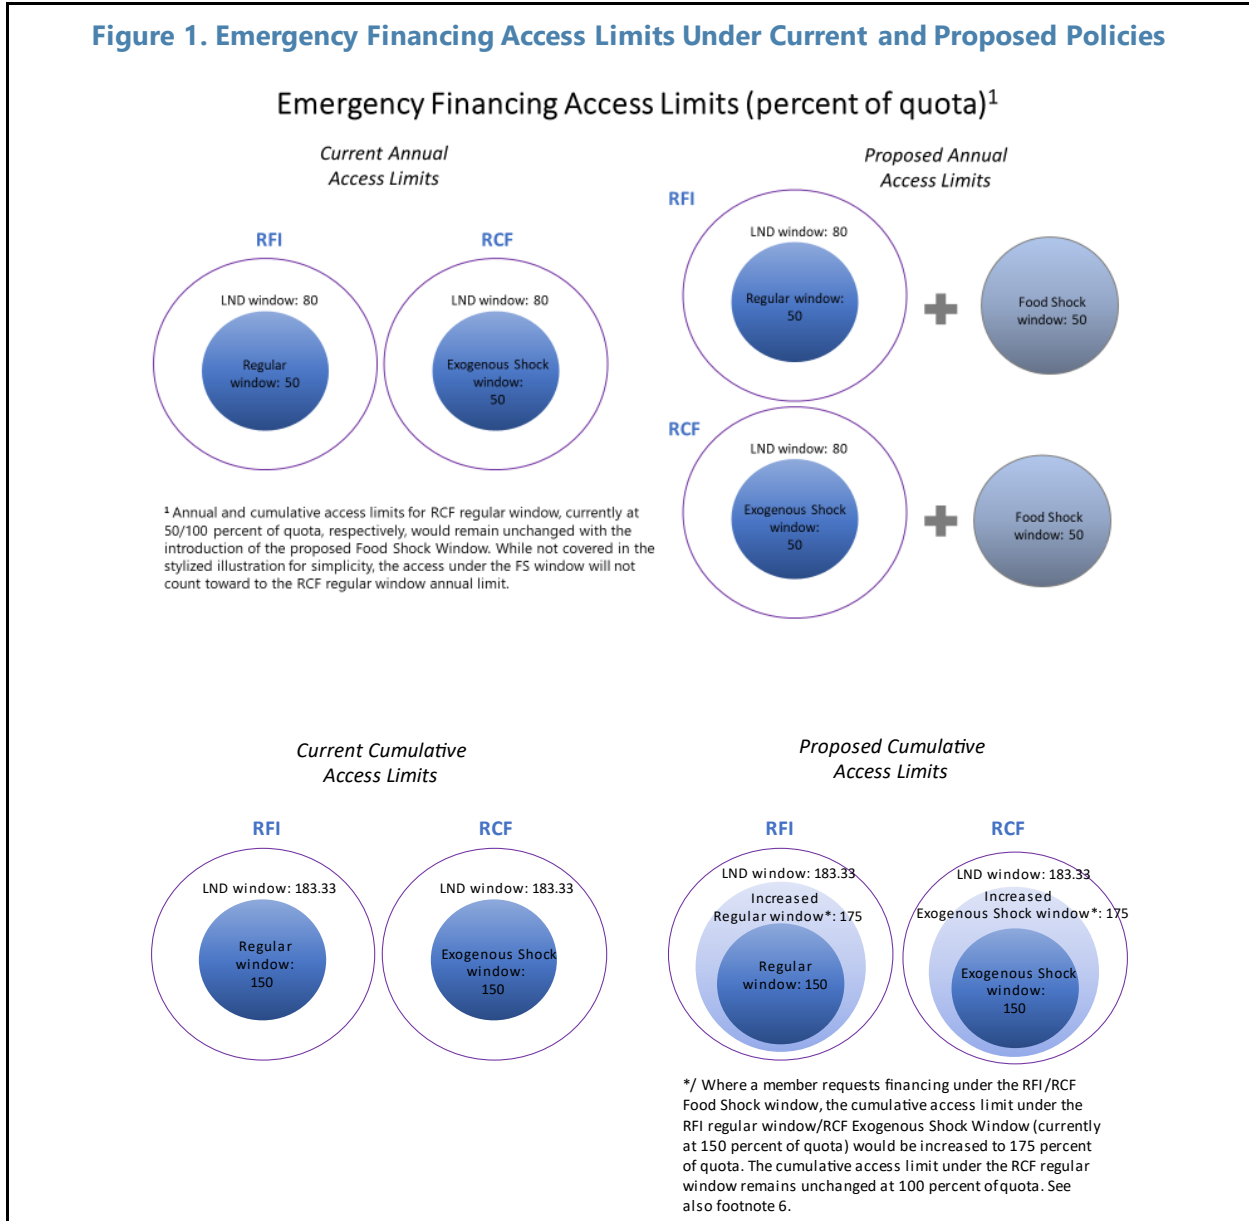 Figure 1. Emergency Financing Access Limits Under Current and Proposed Policies
Emergency Financing Access Limits (percent of quota)1
Current Annual
Access Limits
RFI
LND window: 80
Regular
window: 50
RCF
LND window: 80
Exogenous Shock
window:
50
1 Annual and cumulative access limits for RCF regular window, currently at
50/100 percent of quota, respectively, would remain unchanged with the
introduction of the proposed Food Shock Window. While not covered in the
stylized illustration for simplicity, the access under the FS window will not
count toward to the RCF regular window annual limit.
Proposed Annual
Access Limits
RFI
LND window: 80
Regular window:
50
Food Shock
window: 50
RCF
LND window: 80
Exogenous Shock
window:
50
Food Shock
window: 50
Current Cumulative
Access Limits
RFI
LND window: 183.33
Regular
window:
150
RCF
LND window: 183.33
Exogenous Shock
window:
150
Proposed Cumulative
Access Limits
RFI
LND window: 183.33
Increased
Regular window*: 175
Regular
window: 150
RCF
LND window: 183.33
Increased
Exogenous Shock window*: 175
Exogenous Shock
window:
150
*/ Where a member requests financing under the RFI/RCF
Food Shock window, the cumulative access limit under the
RFI regular window/RCF Exogenous Shock Window (currently
at 150 percent of quota) would be increased to 175 percent
of quota. The cumulative access limit under the RCF regular
window remains unchanged at 100 percent of quota. See
also footnote 6.